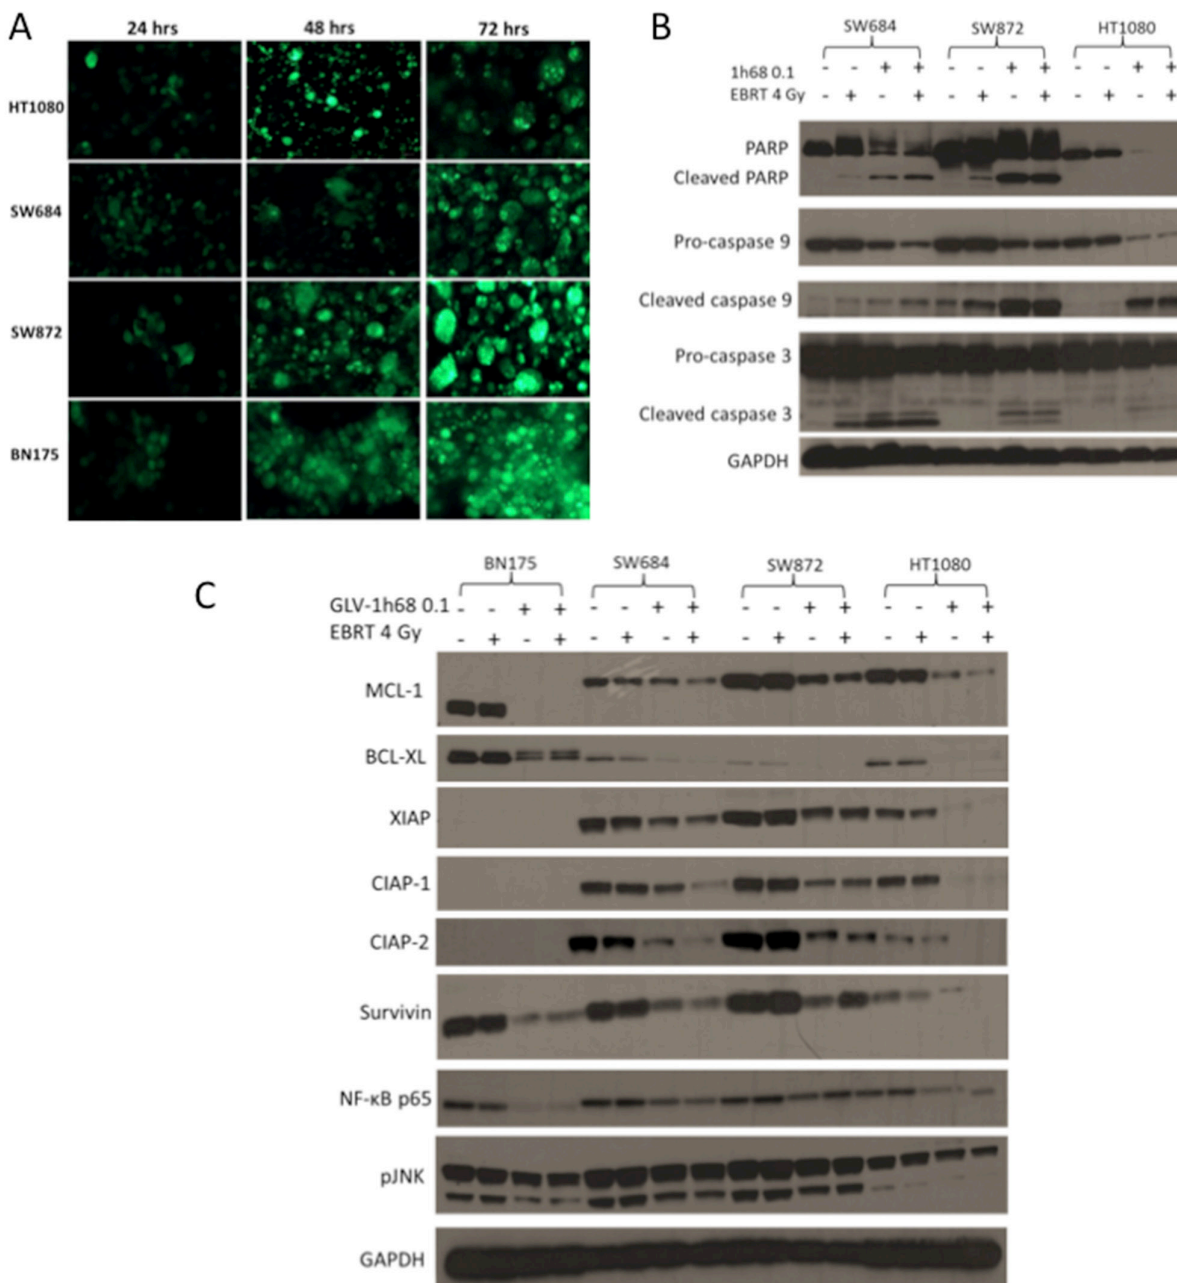 A
24 hrs 48 hrs 72 hrs
HT1080
SW684
SW872
BN175
B
SW684 SW872 HT1080
1h68 0.1 - - + + - - + + - - + +
EBRT 4 Gy - + - + - + - + - + - +
PARP
Cleaved PARP
Pro-caspase 9
Cleaved caspase 9
Pro-caspase 3
Cleaved caspase 3
GAPDH
C
BN175 SW684 SW872 HT1080
GLV-1h68 0.1 - - + + - - + + - - + + - - + +
EBRT 4 Gy - + - + - + - + - + - + - + - +
MCL-1
BCL-XL
XIAP
CIAP-1
CIAP-2
Survivin
NF-κB p65
pJNK
GAPDH